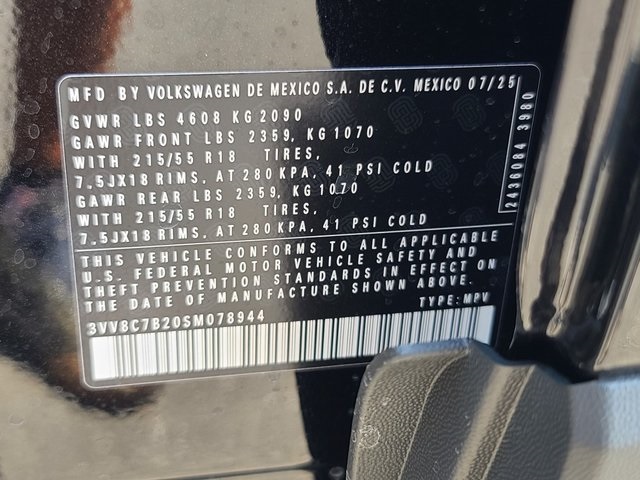 MFD BY VOLKSWAGEN DE MEXICO S.A. DE C.V. MEXICO 07/25
GVWR LBS 4608 KG 2090
GAWR FRONT LBS 2359, KG 1070
WITH 215/55 R18 TIRES,
7.5JX18 RIMS, AT 280 KPA, 41 PSI COLD
GAWR REAR LBS 2359, KG 1070
WITH 215/55 R18 TIRES,
7.5JX18 RIMS, AT 280 KPA, 41 PSI COLD
THIS VEHICLE CONFORMS TO ALL APPLICABLE
U.S. FEDERAL MOTOR VEHICLE SAFETY AND
THEFT PREVENTION STANDARDS IN EFFECT ON
THE DATE OF MANUFACTURE SHOWN ABOVE.
3VV8C7B20SM078944 TYPE: MPV
2436084 3980